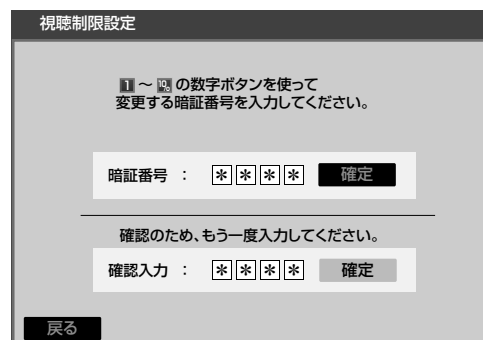 視聴制限設定
1 ～ 10 の数字ボタンを使って
変更する暗証番号を入力してください。
暗証番号 ： ＊＊＊＊ 確定
確認のため、もう一度入力してください。
確認入力 ： ＊＊＊＊ 確定
戻る